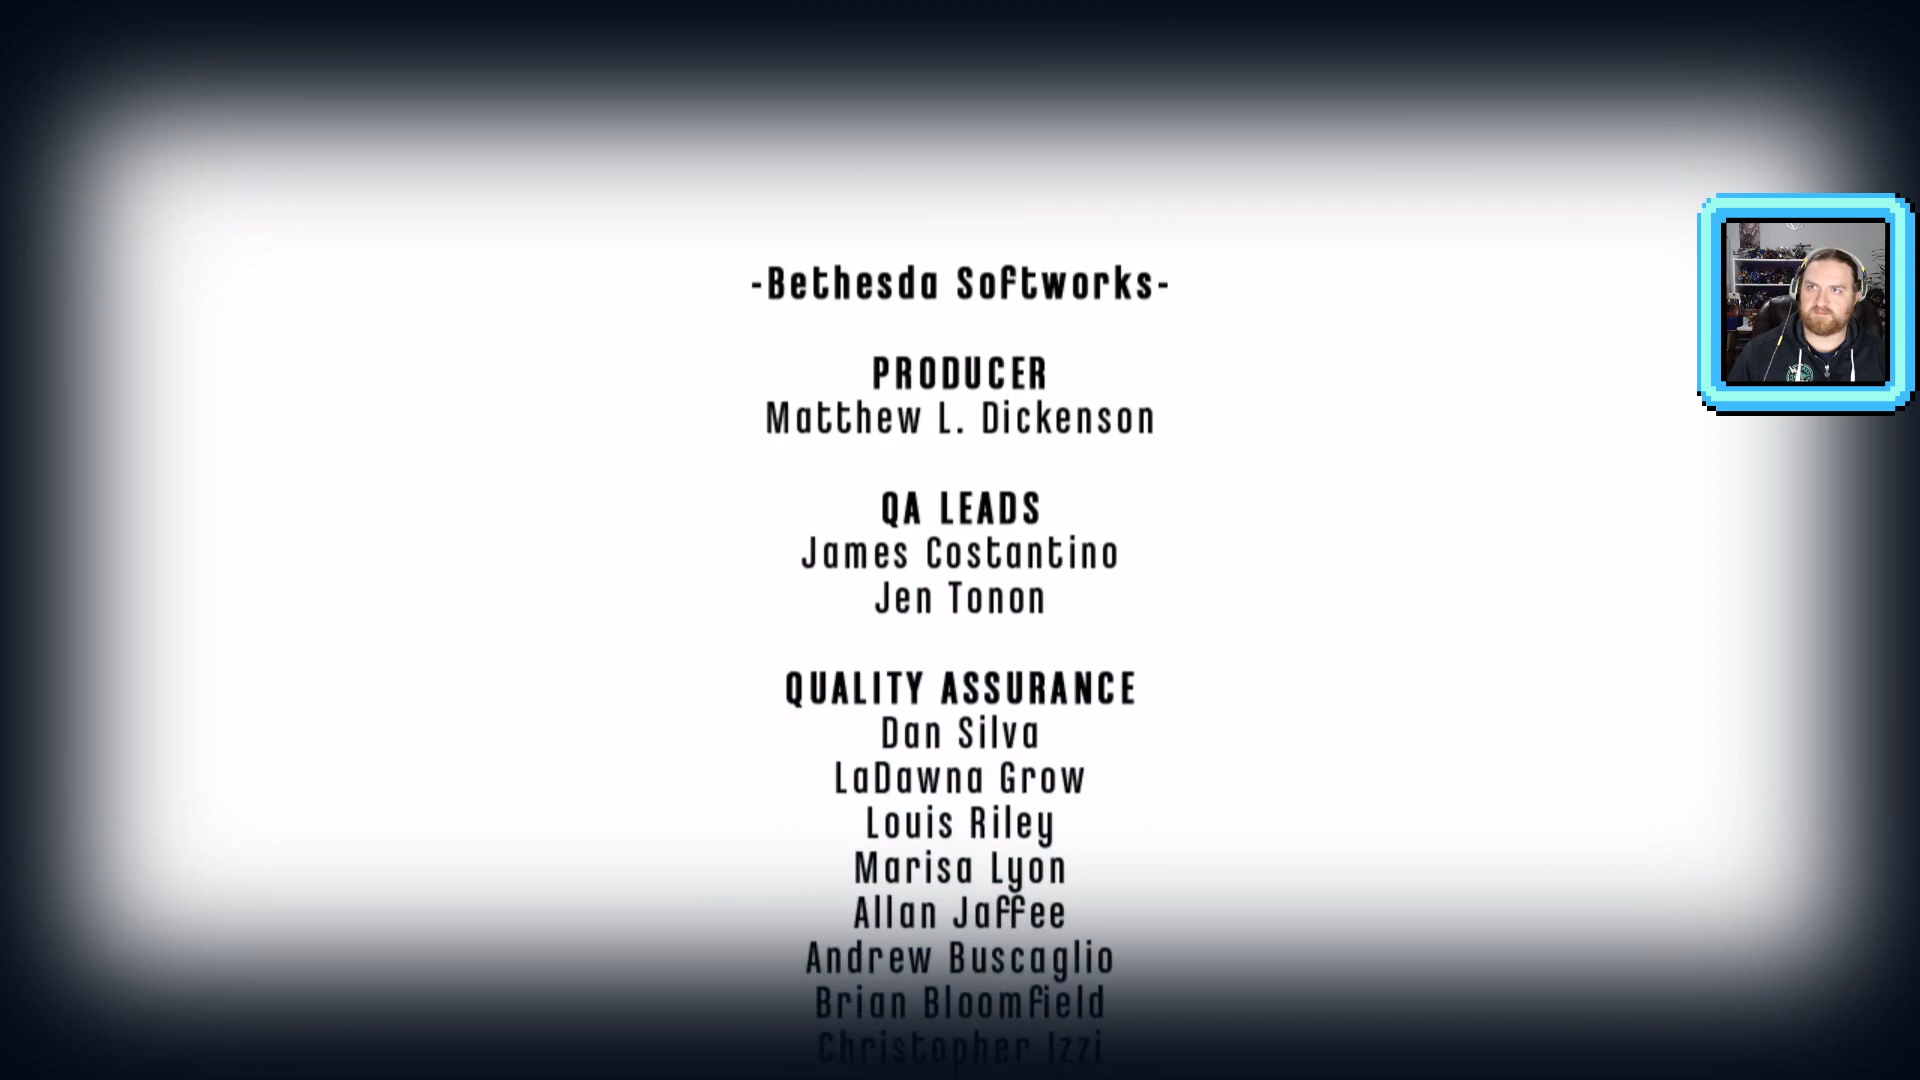 -Bethesda Softworks-
PRODUCER
Matthew L. Dickenson
QA LEADS
James Costantino
Jen Tonon
QUALITY ASSURANCE
Dan Silva
LaDawna Grow
Louis Riley
Marisa Lyon
Allan Jaffee
Andrew Buscaglio
Brian Bloomfield
Christopher Izzi